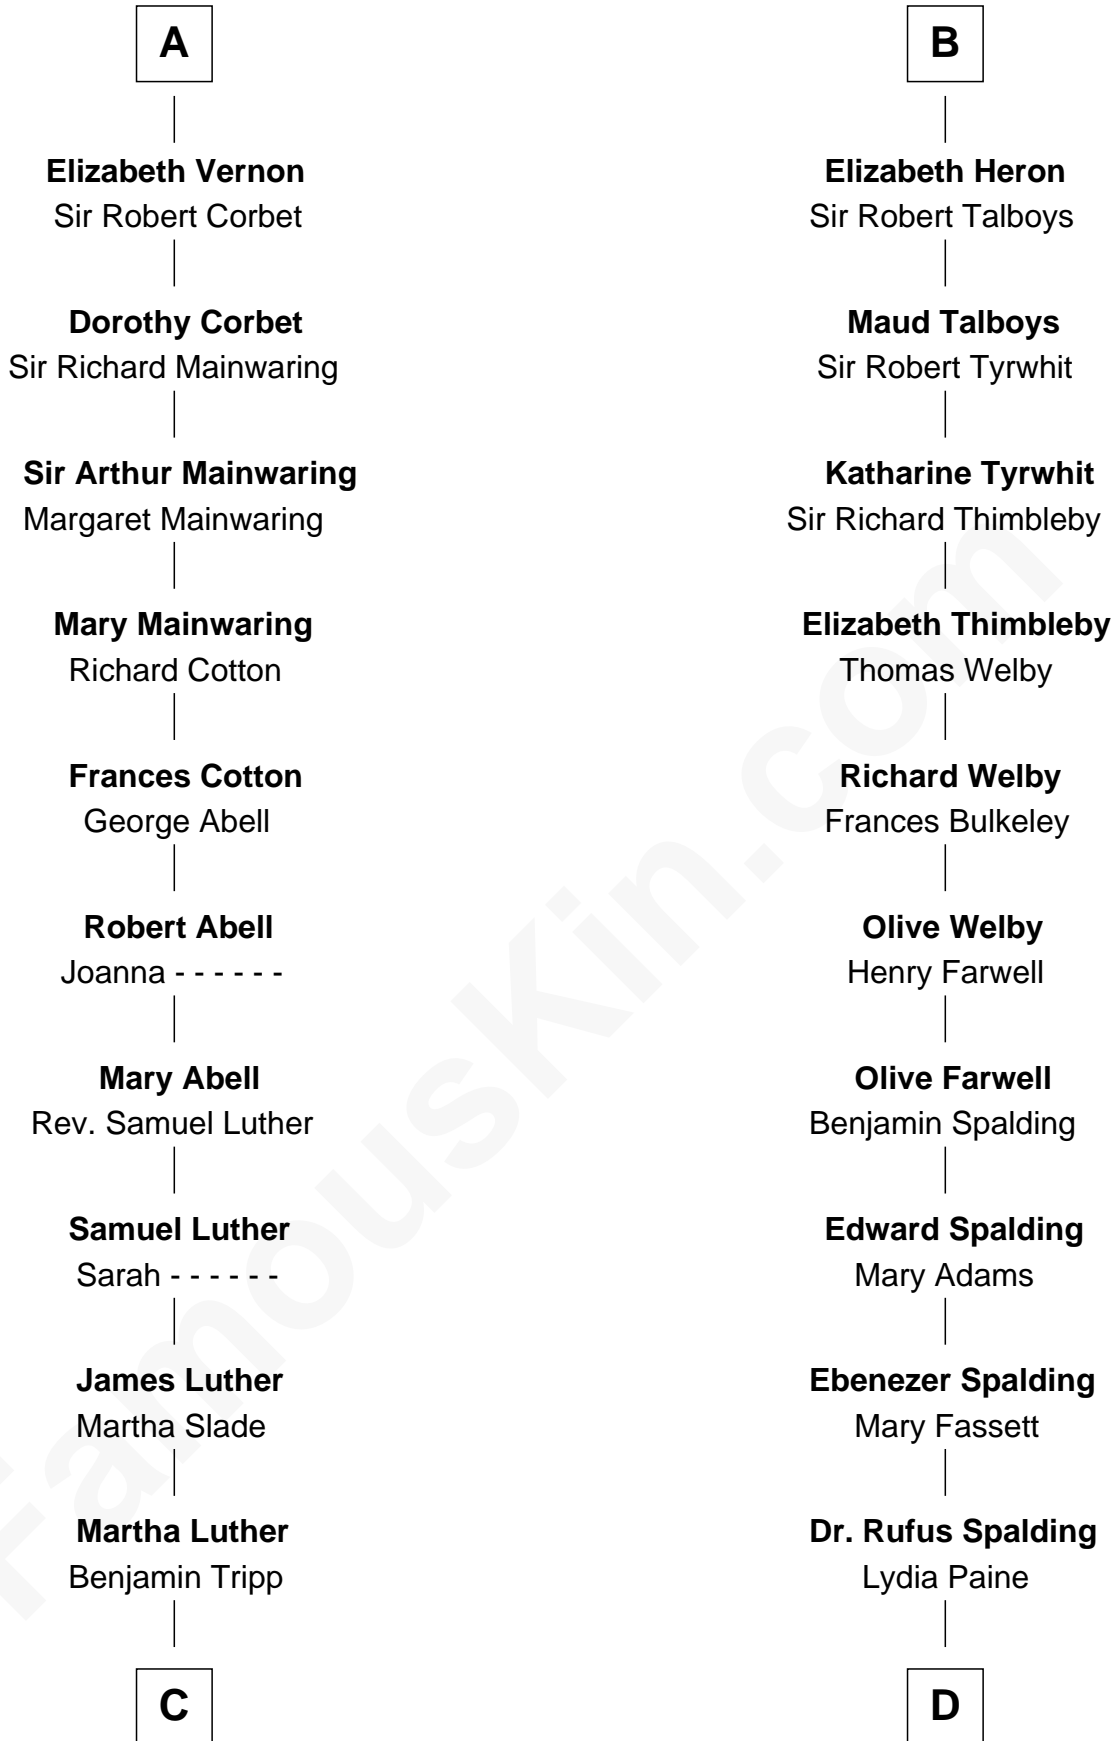 A
Elizabeth Vernon
Sir Robert Corbet
Dorothy Corbet
Sir Richard Mainwaring
Sir Arthur Mainwaring
Margaret Mainwaring
Mary Mainwaring
Richard Cotton
Frances Cotton
George Abell
Robert Abell
Joanna - - - - - -
Mary Abell
Rev. Samuel Luther
Samuel Luther
Sarah - - - - - -
James Luther
Martha Slade
Martha Luther
Benjamin Tripp
C
B
Elizabeth Heron
Sir Robert Talboys
Maud Talboys
Sir Robert Tyrwhit
Katharine Tyrwhit
Sir Richard Thimbleby
Elizabeth Thimbleby
Thomas Welby
Richard Welby
Frances Bulkeley
Olive Welby
Henry Farwell
Olive Farwell
Benjamin Spalding
Edward Spalding
Mary Adams
Ebenezer Spalding
Mary Fassett
Dr. Rufus Spalding
Lydia Paine
D
FamousKin.com